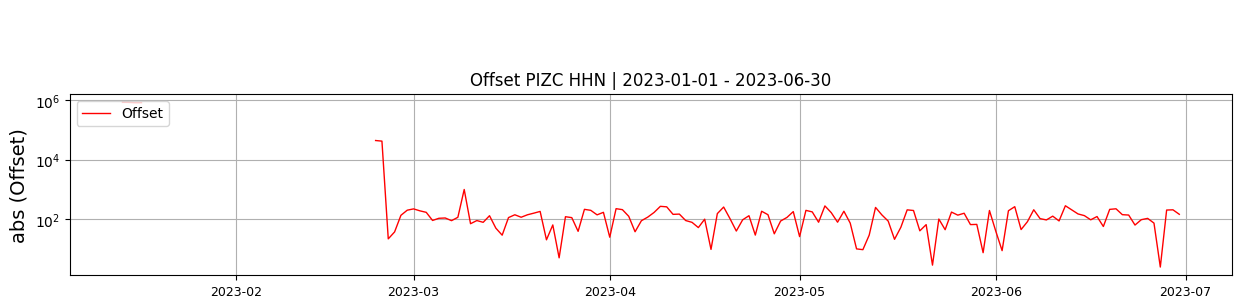 Offset PIZC HHN | 2023-01-01 - 2023-06-30
abs (Offset)
10^6
10^4
10^2
Offset
2023-02 2023-03 2023-04 2023-05 2023-06 2023-07